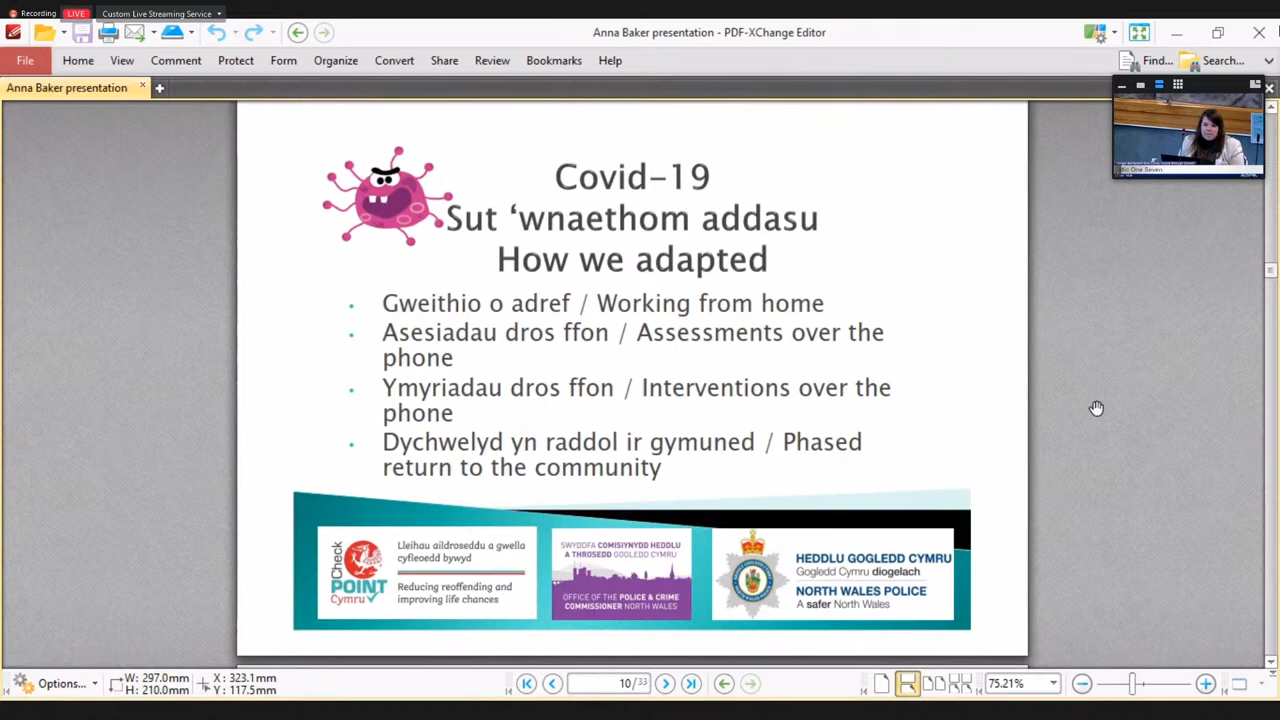 Recording
LIVE
Custom Live Streaming Service
Anna Baker presentation - PDF-XChange Editor
File Home View Comment Protect Form Organize Convert Share Review Bookmarks Help
Find... Search...
Anna Baker presentation
Mic One Seven
Covid-19
Sut ‘wnaethom addasu
How we adapted
• Gweithio o adref / Working from home
• Asesiadau dros ffon / Assessments over the
phone
• Ymyriadau dros ffon / Interventions over the
phone
• Dychwelyd yn raddol ir gymuned / Phased
return to the community
Check
POINT
Cymru
Lleihau aildroseddu a gwella
cyfleoedd bywyd
Reducing reoffending and
improving life chances
SWYDDFA COMISIYNYDD HEDDLU
A THROSEDD GOGLEDD CYMRU
OFFICE OF THE POLICE & CRIME
COMMISSIONER NORTH WALES
HEDDLU GOGLEDD CYMRU
Gogledd Cymru diogelach
NORTH WALES POLICE
A safer North Wales
Options...
W: 297.0mm
H: 210.0mm
X: 323.1mm
Y: 117.5mm
10/33
75.21%